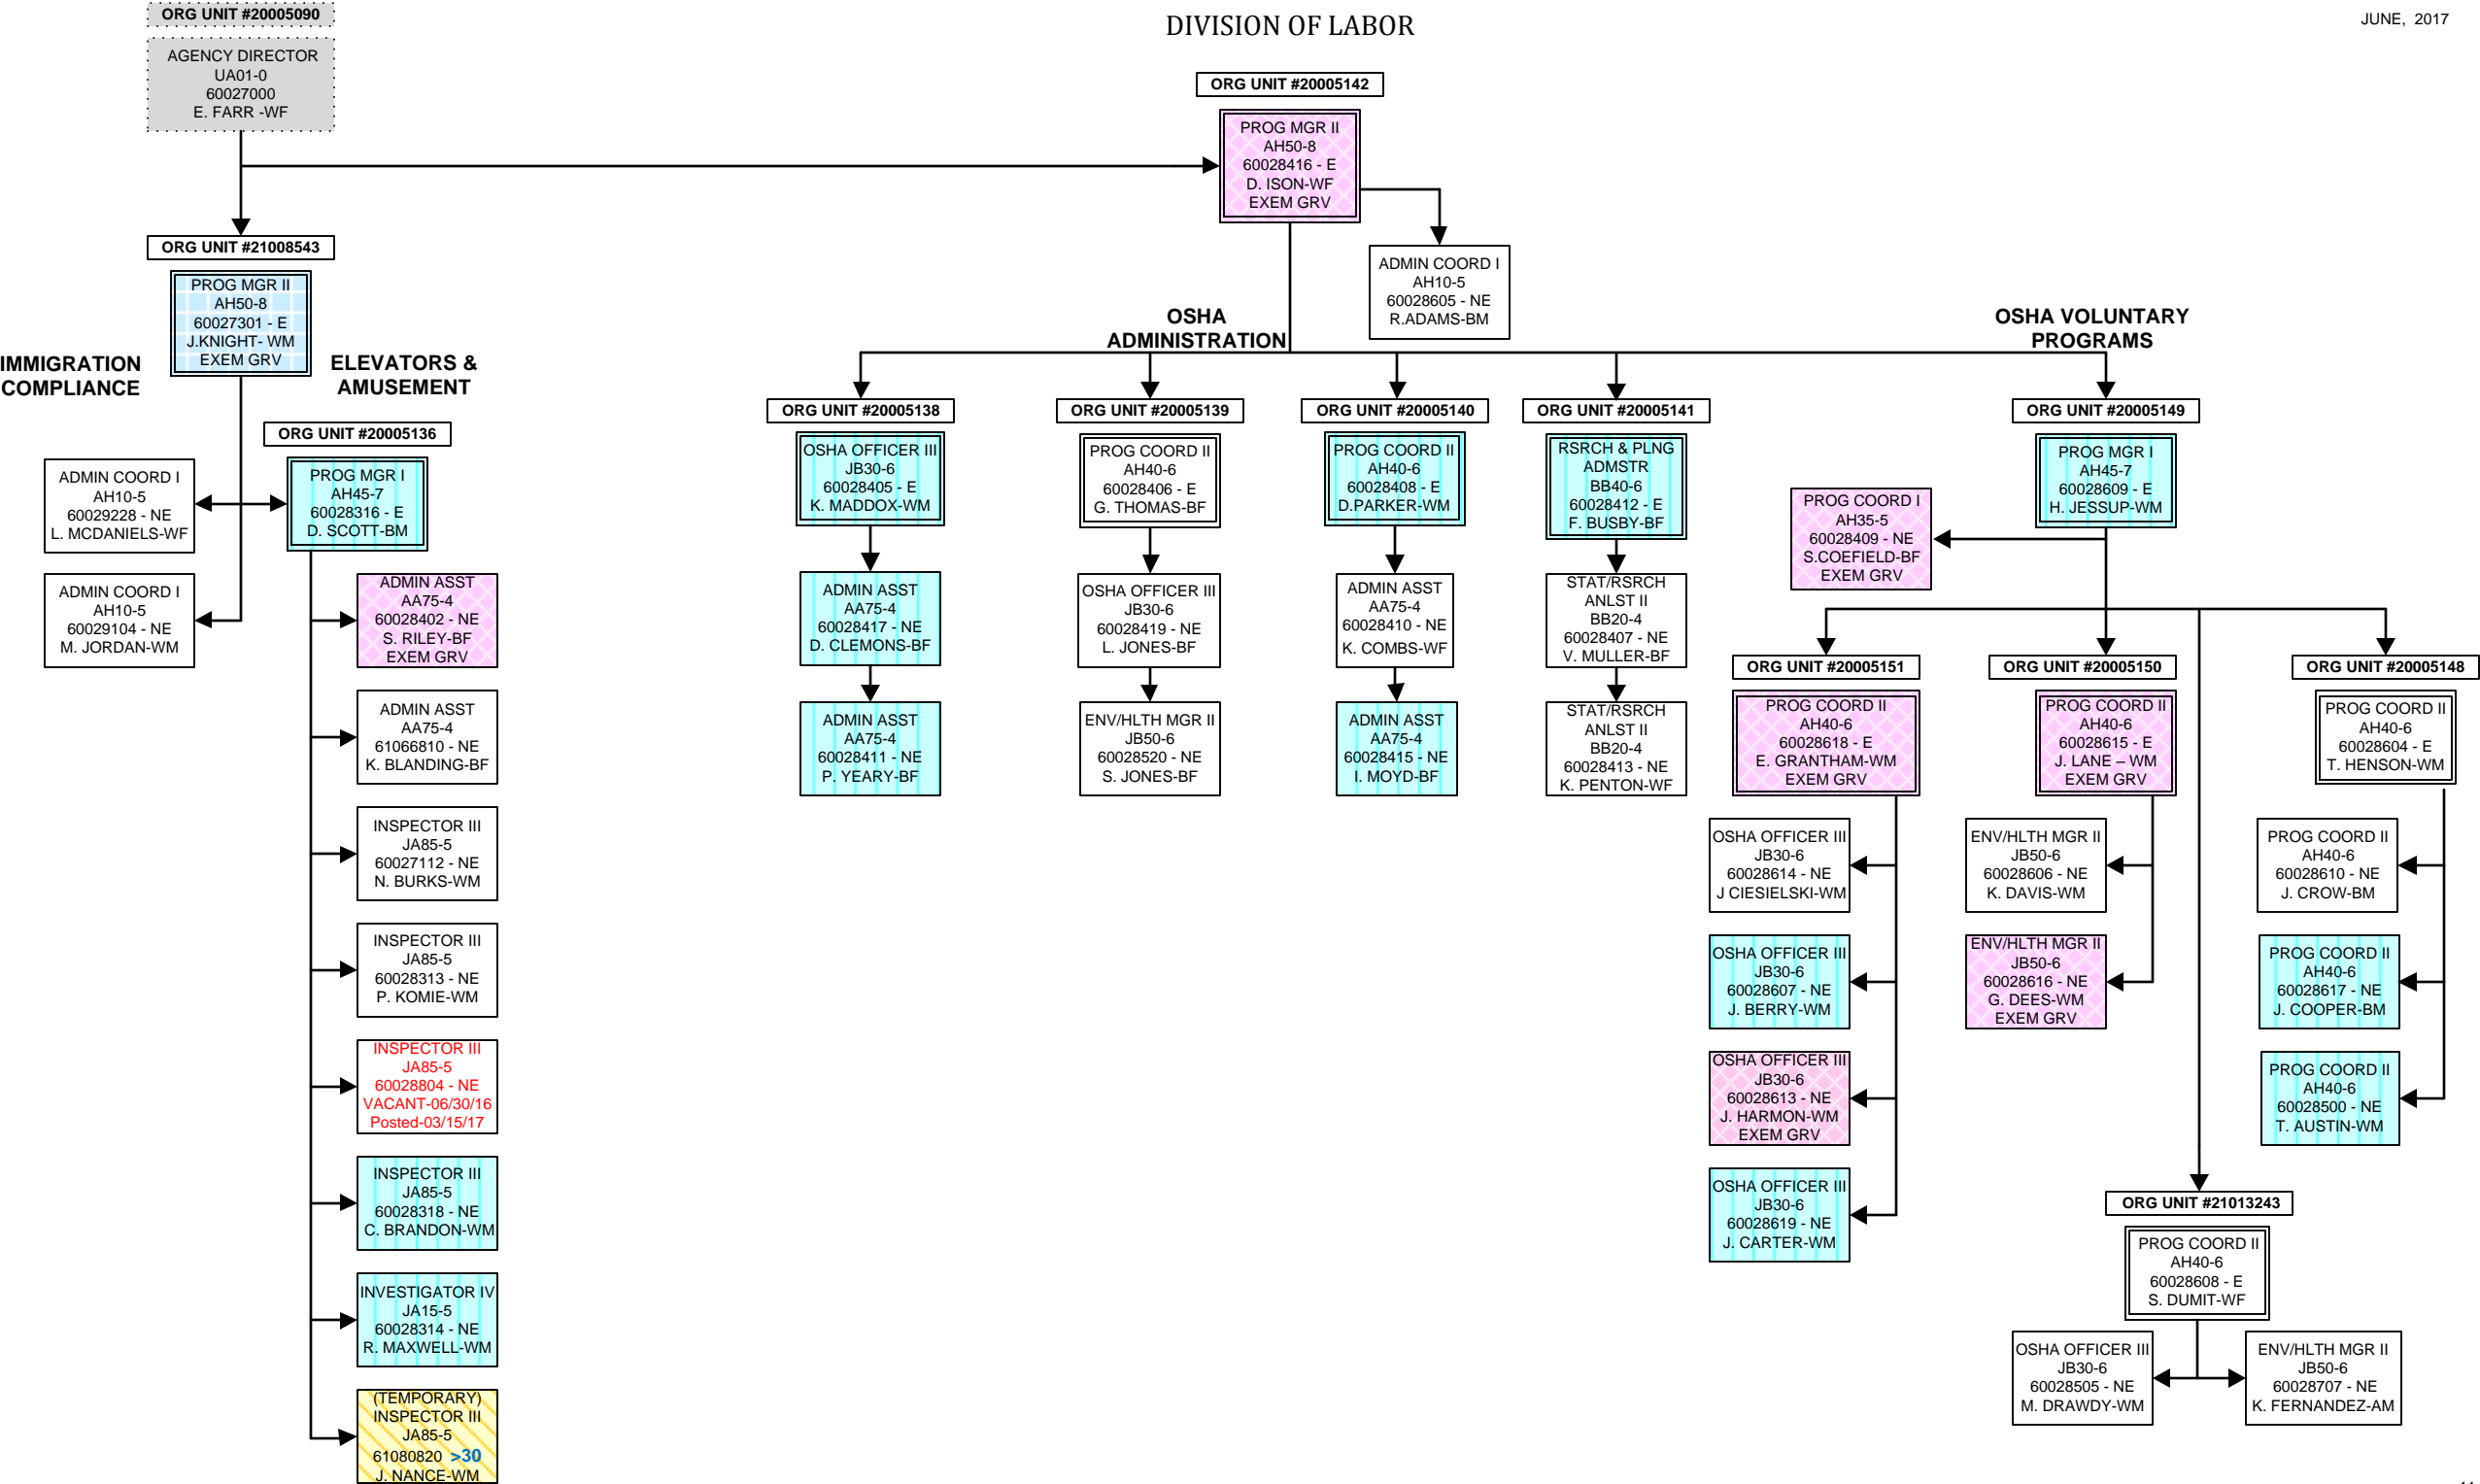 ORG UNIT #20005090
DIVISION OF LABOR
JUNE, 2017
AGENCY DIRECTOR
UA01-0
60027000
E. FARR -WF
ORG UNIT #20005142
PROG MGR II
AH50-8
60028416 - E
D. ISON-WF
EXEM GRV
ADMIN COORD I
AH10-5
60028605 - NE
R.ADAMS-BM
ORG UNIT #21008543
PROG MGR II
AH50-8
60027301 - E
J.KNIGHT- WM
EXEM GRV
IMMIGRATION
COMPLIANCE
ELEVATORS &
AMUSEMENT
ADMIN COORD I
AH10-5
60029228 - NE
L. MCDANIELS-WF
ADMIN COORD I
AH10-5
60029104 - NE
M. JORDAN-WM
ORG UNIT #20005136
PROG MGR I
AH45-7
60028316 - E
D. SCOTT-BM
ADMIN ASST
AA75-4
60028402 - NE
S. RILEY-BF
EXEM GRV
ADMIN ASST
AA75-4
61066810 - NE
K. BLANDING-BF
INSPECTOR III
JA85-5
60027112 - NE
N. BURKS-WM
INSPECTOR III
JA85-5
60028313 - NE
P. KOMIE-WM
INSPECTOR III
JA85-5
60028804 - NE
VACANT-06/30/16
Posted-03/15/17
INSPECTOR III
JA85-5
60028318 - NE
C. BRANDON-WM
INVESTIGATOR IV
JA15-5
60028314 - NE
R. MAXWELL-WM
(TEMPORARY)
INSPECTOR III
JA85-5
61080820 >30
J. NANCE-WM
OSHA
ADMINISTRATION
ORG UNIT #20005138
OSHA OFFICER III
JB30-6
60028405 - E
K. MADDOX-WM
ADMIN ASST
AA75-4
60028417 - NE
D. CLEMONS-BF
ADMIN ASST
AA75-4
60028411 - NE
P. YEARY-BF
ORG UNIT #20005139
PROG COORD II
AH40-6
60028406 - E
G. THOMAS-BF
OSHA OFFICER III
JB30-6
60028419 - NE
L. JONES-BF
ENV/HLTH MGR II
JB50-6
60028520 - NE
S. JONES-BF
ORG UNIT #20005140
PROG COORD II
AH40-6
60028408 - E
D.PARKER-WM
ADMIN ASST
AA75-4
60028410 - NE
K. COMBS-WF
ADMIN ASST
AA75-4
60028415 - NE
I. MOYD-BF
ORG UNIT #20005141
RSRCH & PLNG
ADMSTR
BB40-6
60028412 - E
F. BUSBY-BF
STAT/RSRCH
ANLST II
BB20-4
60028407 - NE
V. MULLER-BF
STAT/RSRCH
ANLST II
BB20-4
60028413 - NE
K. PENTON-WF
OSHA VOLUNTARY
PROGRAMS
ORG UNIT #20005149
PROG MGR I
AH45-7
60028609 - E
H. JESSUP-WM
PROG COORD I
AH35-5
60028409 - NE
S.COEFIELD-BF
EXEM GRV
ORG UNIT #20005151
PROG COORD II
AH40-6
60028618 - E
E. GRANTHAM-WM
EXEM GRV
OSHA OFFICER III
JB30-6
60028614 - NE
J CIESIELSKI-WM
OSHA OFFICER III
JB30-6
60028607 - NE
J. BERRY-WM
OSHA OFFICER III
JB30-6
60028613 - NE
J. HARMON-WM
EXEM GRV
OSHA OFFICER III
JB30-6
60028619 - NE
J. CARTER-WM
ORG UNIT #20005150
PROG COORD II
AH40-6
60028615 - E
J. LANE – WM
EXEM GRV
ENV/HLTH MGR II
JB50-6
60028606 - NE
K. DAVIS-WM
ENV/HLTH MGR II
JB50-6
60028616 - NE
G. DEES-WM
EXEM GRV
ORG UNIT #20005148
PROG COORD II
AH40-6
60028604 - E
T. HENSON-WM
PROG COORD II
AH40-6
60028610 - NE
J. CROW-BM
PROG COORD II
AH40-6
60028617 - NE
J. COOPER-BM
PROG COORD II
AH40-6
60028500 - NE
T. AUSTIN-WM
ORG UNIT #21013243
PROG COORD II
AH40-6
60028608 - E
S. DUMIT-WF
OSHA OFFICER III
JB30-6
60028505 - NE
M. DRAWDY-WM
ENV/HLTH MGR II
JB50-6
60028707 - NE
K. FERNANDEZ-AM